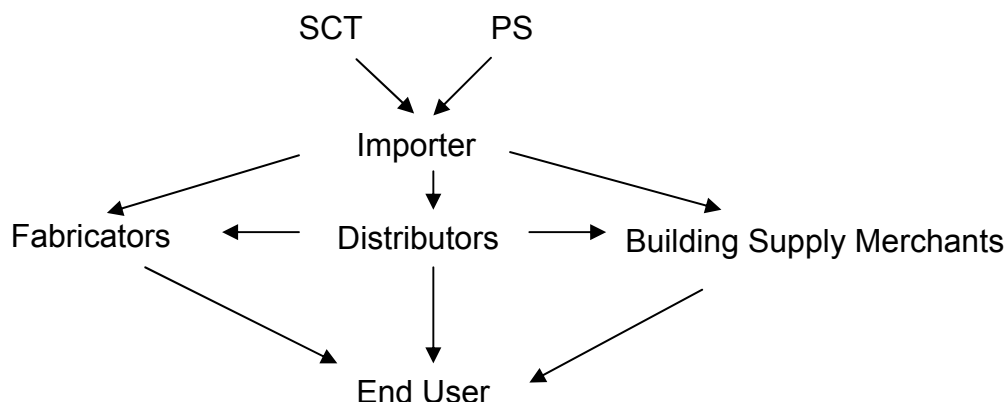 SCT PS
Importer
Fabricators Distributors Building Supply Merchants
End User